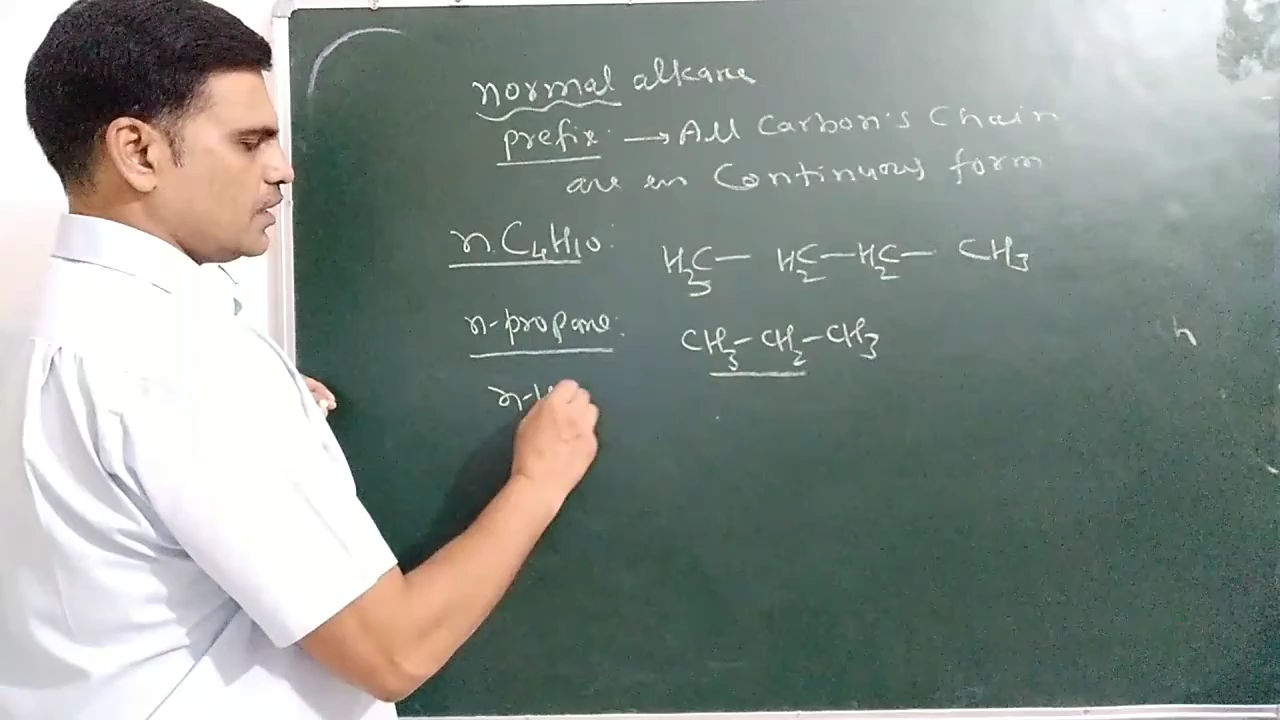 normal alkane
prefix: → All Carbon's Chain
are in Continuous form
n.C4H10: H3C— H2C—H2C— CH3
n-propane: CH3-CH2-CH3
n-
h